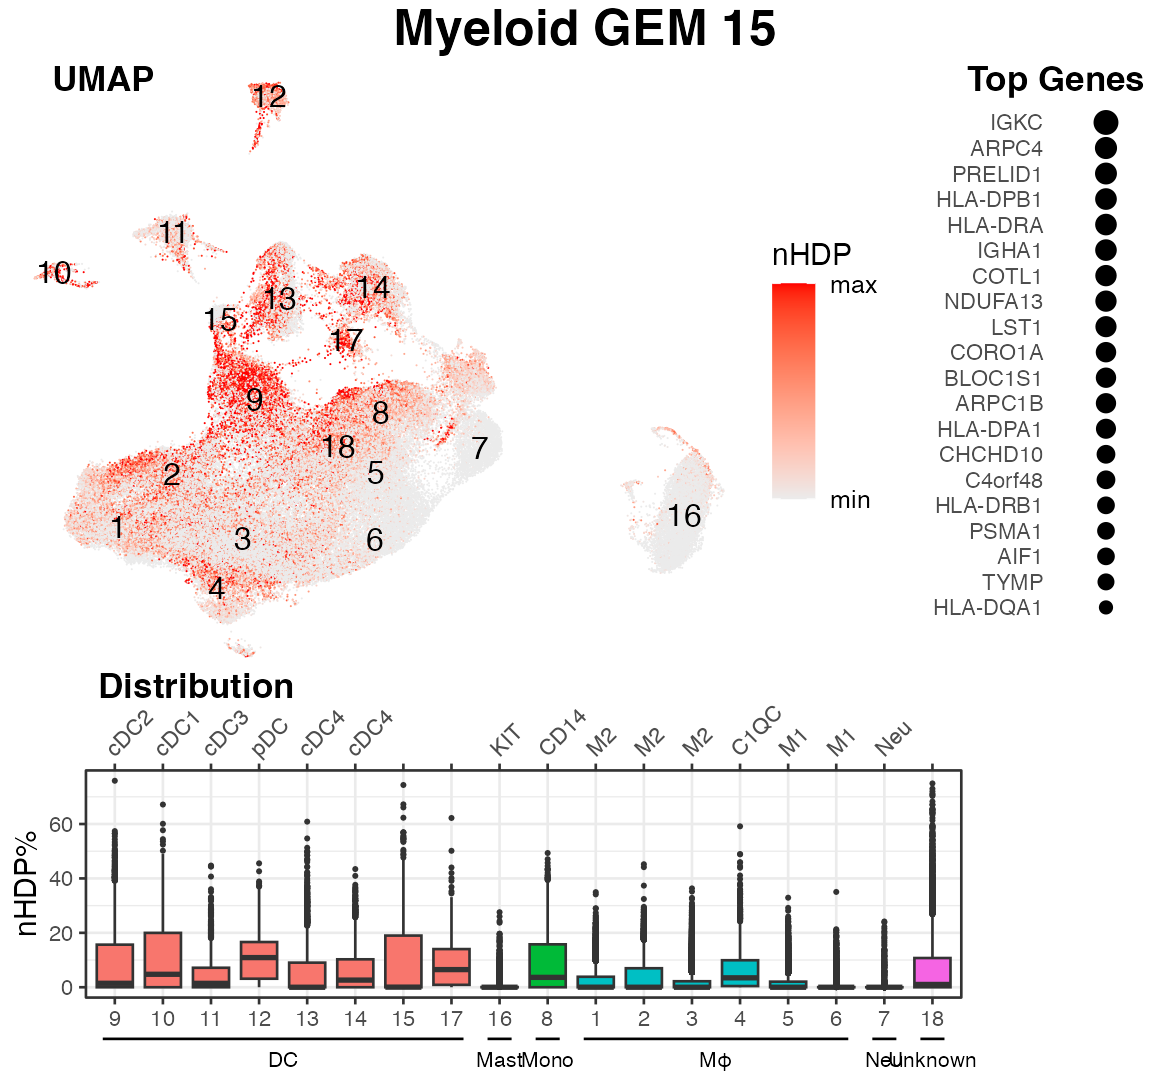 Myeloid GEM 15
UMAP
Top Genes
12
11
10
13
14
15
17
9
8
18
7
2
5
1
3
6
4
16
nHDP
max
min
IGKC
ARPC4
PRELID1
HLA-DPB1
HLA-DRA
IGHA1
COTL1
NDUFA13
LST1
CORO1A
BLOC1S1
ARPC1B
HLA-DPA1
CHCHD10
C4orf48
HLA-DRB1
PSMA1
AIF1
TYMP
HLA-DQA1
Distribution
cDC2 cDC1 cDC3 pDC cDC4 cDC4 KIT CD14 M2 M2 M2 C1QC M1 M1 Neu
nHDP%
60
40
20
0
9 10 11 12 13 14 15 17 16 8 1 2 3 4 5 6 7 18
DC Mast Mono Mϕ Neu Unknown